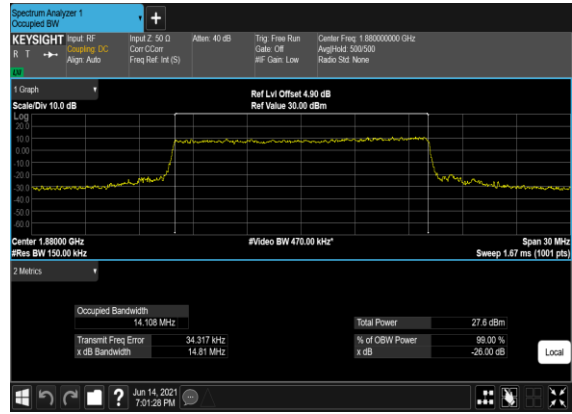 Spectrum Analyzer 1
Occupied BW
+
KEYSIGHT Input: RF Input Z: 50 Ω Atten: 40 dB Trig: Free Run Center Freq: 1.880000000 GHz
R T Coupling: DC Corr CCorr Gate: Off Avg|Hold: 500/500
Align: Auto Freq Ref: Int (S) #IF Gain: Low Radio Std: None
LW
1 Graph
Ref Lvl Offset 4.90 dB
Scale/Div 10.0 dB Ref Value 30.00 dBm
Log
20.0
10.0
0.00
-10.0
-20.0
-30.0
-40.0
-50.0
-60.0
Center 1.88000 GHz #Video BW 470.00 kHz* Span 30 MHz
#Res BW 150.00 kHz Sweep 1.67 ms (1001 pts)
2 Metrics
Occupied Bandwidth
14.108 MHz Total Power 27.6 dBm
Transmit Freq Error 34.317 kHz % of OBW Power 99.00 %
x dB Bandwidth 14.81 MHz x dB -26.00 dB
Local
? Jun 14, 2021
7:01:28 PM